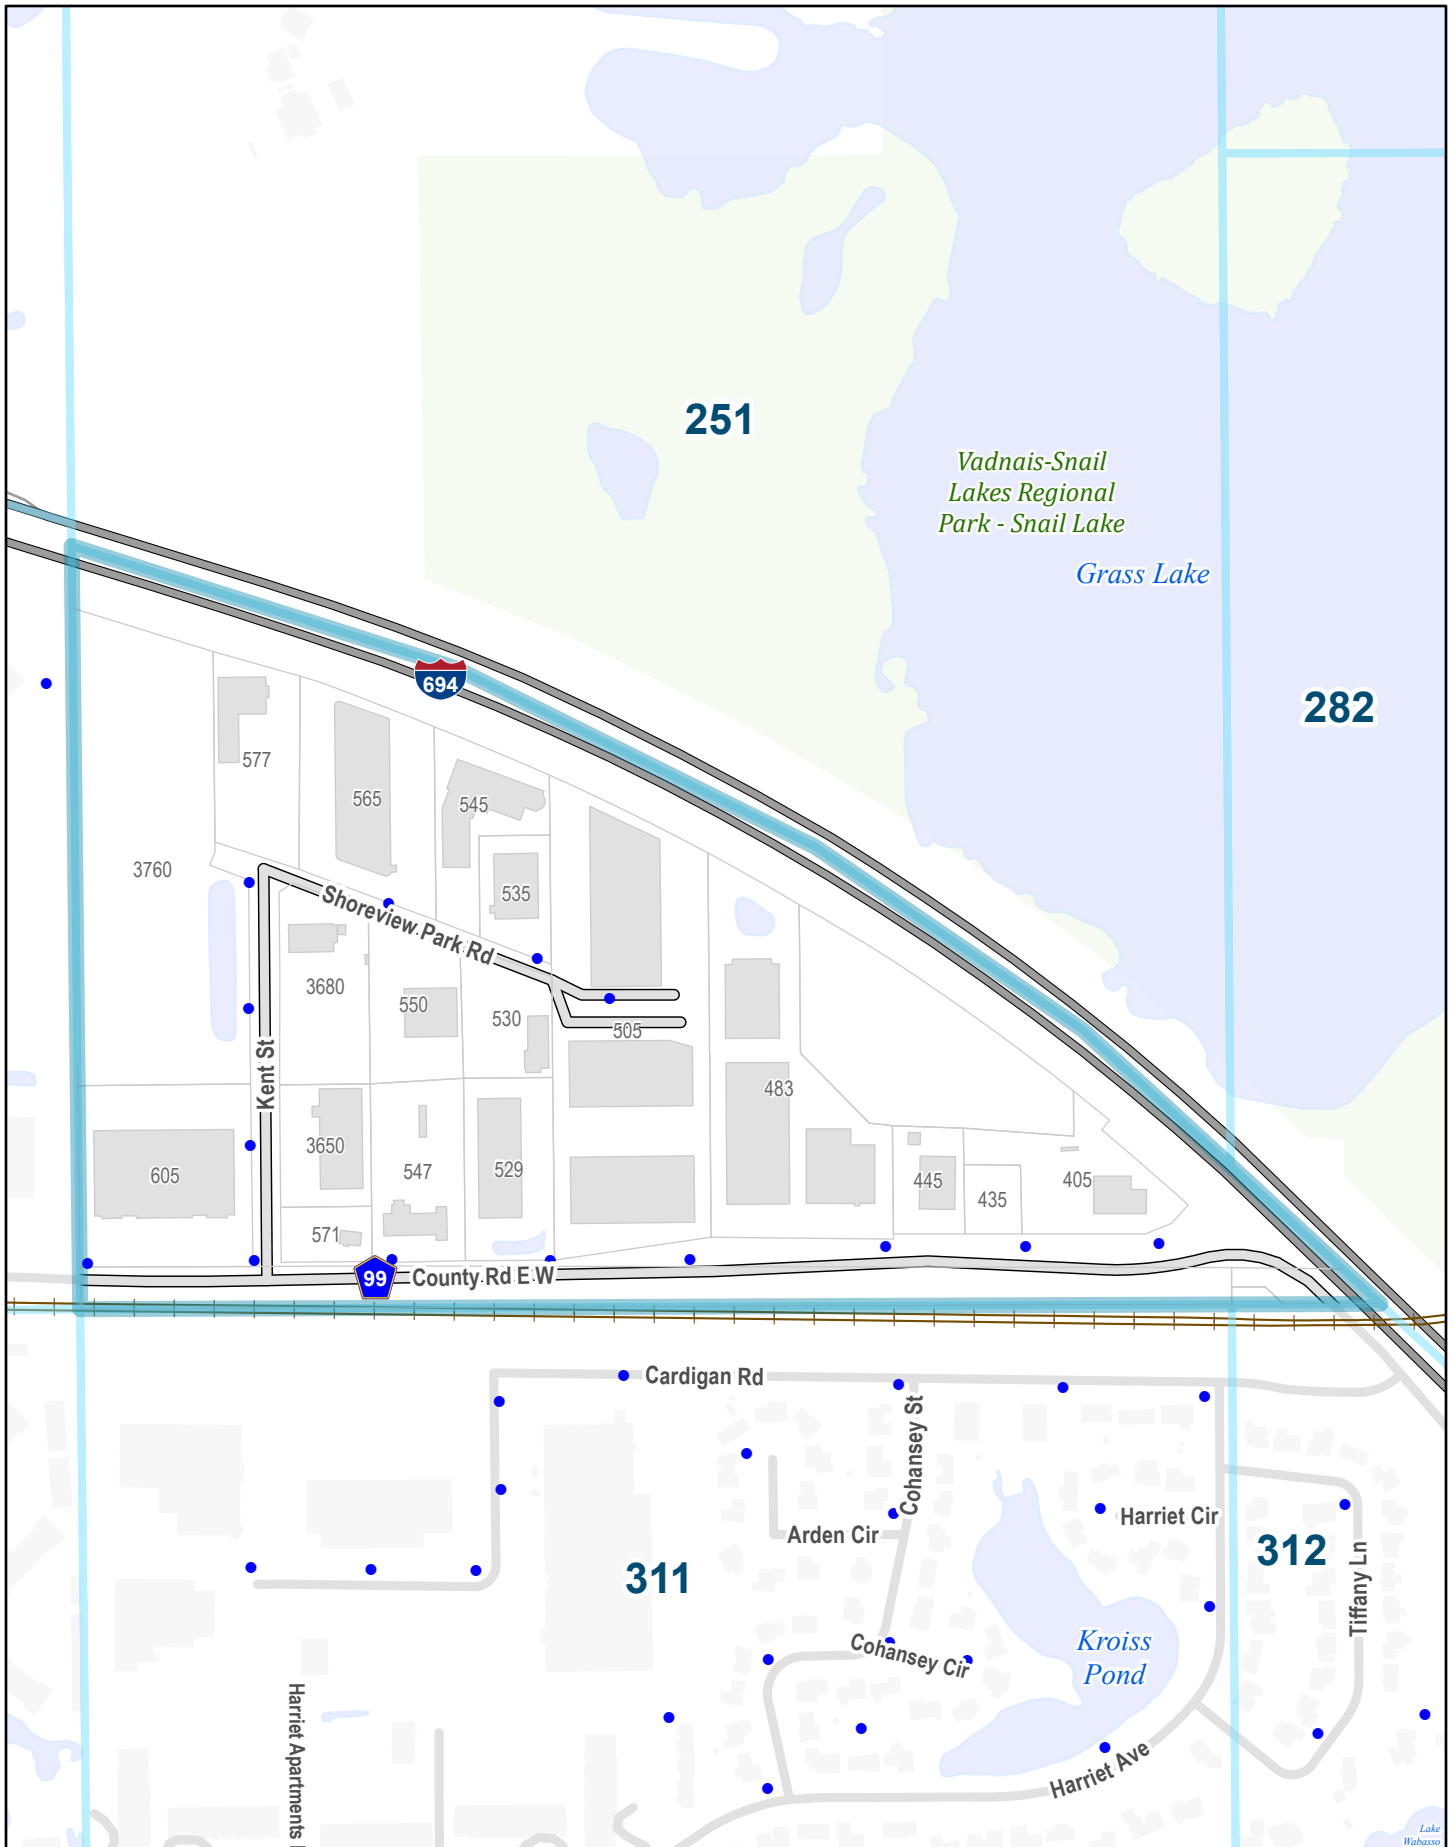 251
Vadnais-Snail
Lakes Regional
Park - Snail Lake
Grass Lake
282
694
577
565
545
3760
535
Shoreview Park Rd
3680
550
530
505
Kent St
483
3650
605
547
529
445
435
405
571
99
County Rd E W
Cardigan Rd
Cohansey St
Harriet Cir
Arden Cir
312
311
Tiffany Ln
Cohansey Cir
Kroiss
Pond
Harriet Apartments
Harriet Ave
Lake
Wabasso